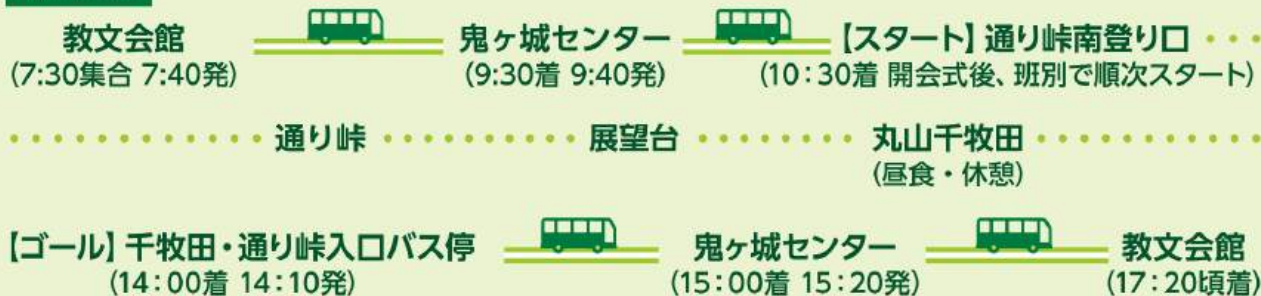 教文会館 鬼ヶ城センター 【スタート】通り峠南登り口・・・
(7:30集合 7:40発) (9:30着 9:40発) (10:30着 開会式後、班別で順次スタート)
・・・・・・・・・・・・通り峠・・・・・・・・・・展望台・・・・・・・・丸山千枚田・・・・・・・・・・・
(昼食・休憩)
【ゴール】千枚田・通り峠入口バス停 鬼ヶ城センター 教文会館
(14:00着 14:10発) (15:00着 15:20発) (17:20頃着)